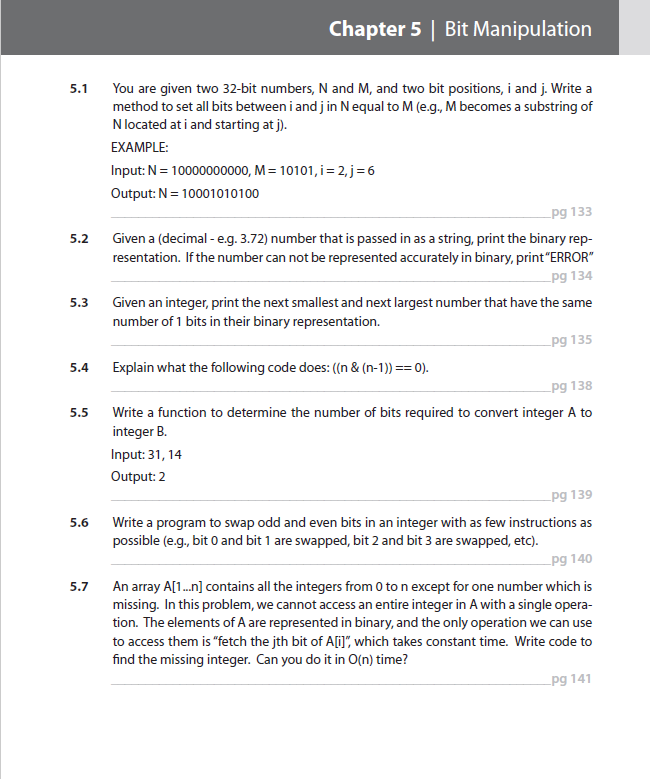 Chapter 5 | Bit Manipulation
5.1 You are given two 32-bit numbers, N and M, and two bit positions, i and j. Write a
method to set all bits between i and j in N equal to M (e.g., M becomes a substring of
N located at i and starting at j).
EXAMPLE:
Input: N = 10000000000, M = 10101, i = 2, j = 6
Output: N = 10001010100
pg 133
5.2 Given a (decimal - e.g. 3.72) number that is passed in as a string, print the binary rep-
resentation. If the number can not be represented accurately in binary, print “ERROR”
pg 134
5.3 Given an integer, print the next smallest and next largest number that have the same
number of 1 bits in their binary representation.
pg 135
5.4 Explain what the following code does: ((n & (n-1)) == 0).
pg 138
5.5 Write a function to determine the number of bits required to convert integer A to
integer B.
Input: 31, 14
Output: 2
pg 139
5.6 Write a program to swap odd and even bits in an integer with as few instructions as
possible (e.g., bit 0 and bit 1 are swapped, bit 2 and bit 3 are swapped, etc).
pg 140
5.7 An array A[1...n] contains all the integers from 0 to n except for one number which is
missing. In this problem, we cannot access an entire integer in A with a single opera-
tion. The elements of A are represented in binary, and the only operation we can use
to access them is “fetch the jth bit of A[i]”, which takes constant time. Write code to
find the missing integer. Can you do it in O(n) time?
pg 141